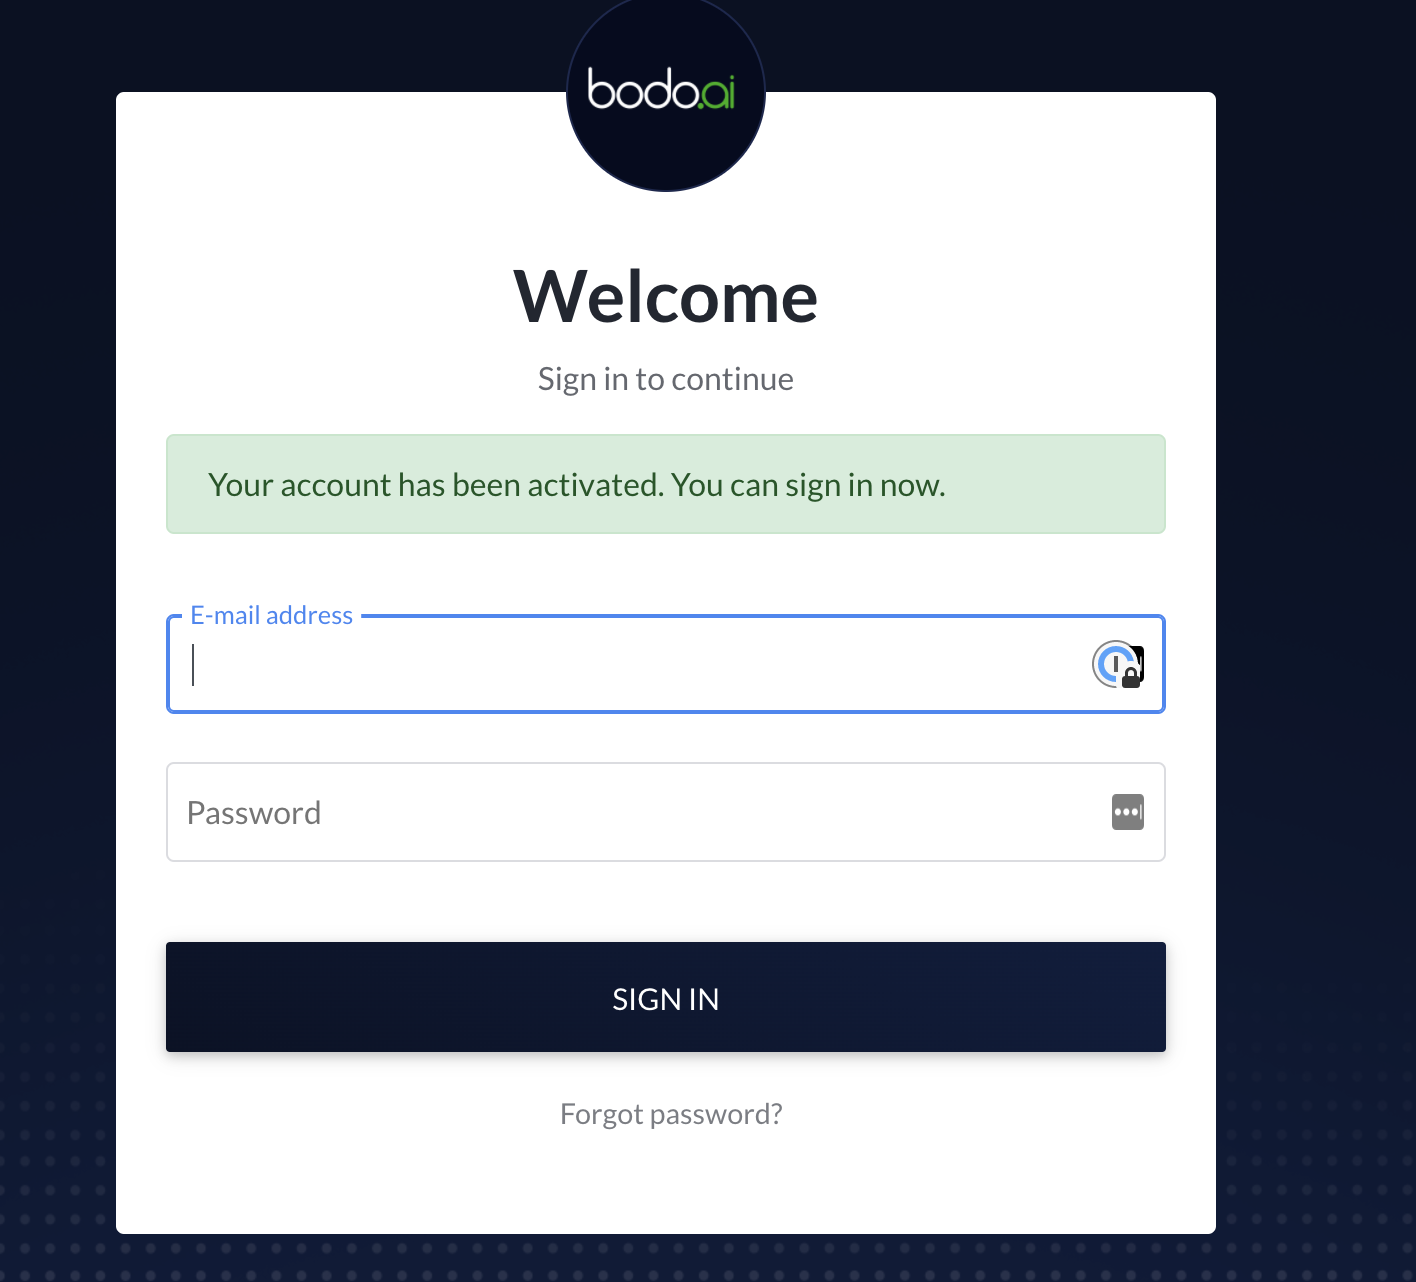 bodo.ai
Welcome
Sign in to continue
Your account has been activated. You can sign in now.
E-mail address
Password
SIGN IN
Forgot password?